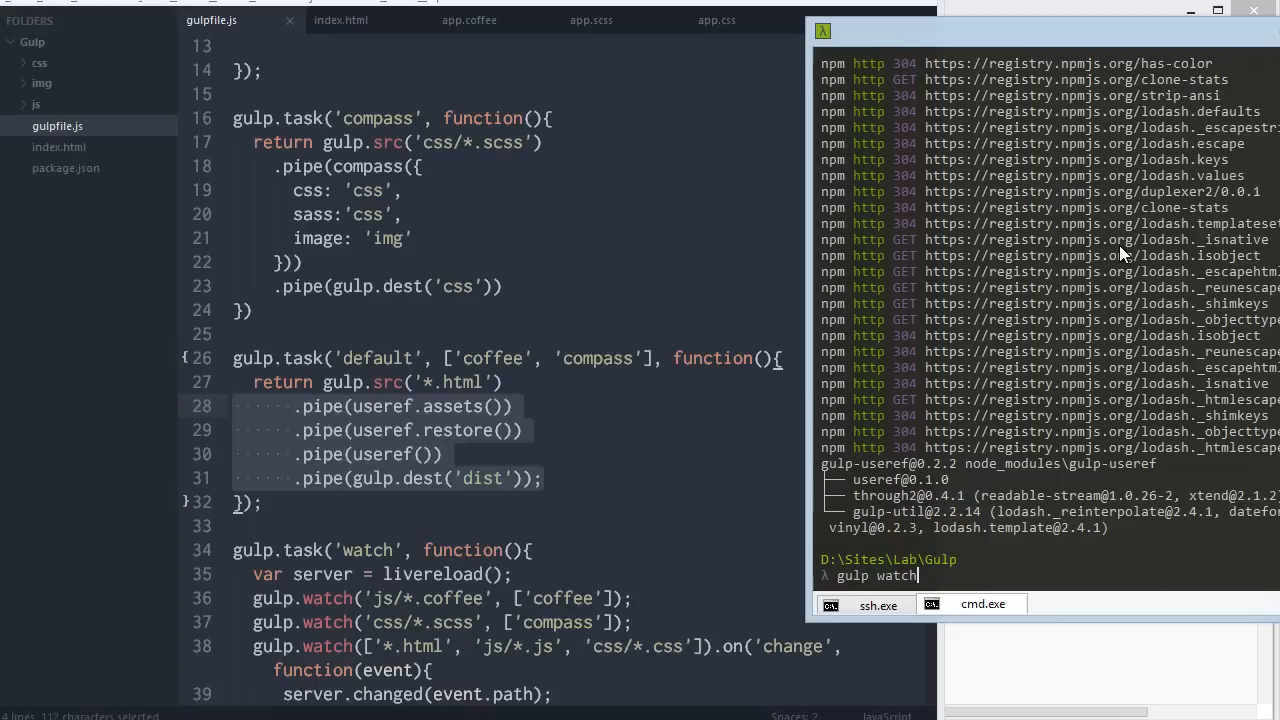 FOLDERS
Gulp
css
img
js
gulpfile.js
index.html
package.json
gulpfile.js
index.html
app.coffee
app.scss
app.css
13
14 });
15
16 gulp.task('compass', function(){
17 return gulp.src('css/*.scss')
18 .pipe(compass({
19 css: 'css',
20 sass:'css',
21 image: 'img'
22 }))
23 .pipe(gulp.dest('css'))
24 })
25
26 gulp.task('default', ['coffee', 'compass'], function(){
27 return gulp.src('*.html')
28 .pipe(useref.assets())
29 .pipe(useref.restore())
30 .pipe(useref())
31 .pipe(gulp.dest('dist'));
32 });
33
34 gulp.task('watch', function(){
35 var server = livereload();
36 gulp.watch('js/*.coffee', ['coffee']);
37 gulp.watch('css/*.scss', ['compass']);
38 gulp.watch(['*.html', 'js/*.js', 'css/*.css']).on('change',
function(event){
39 server.changed(event.path);
4 lines, 112 characters selected
Spaces: 2
JavaScript
λ
npm http 304 https://registry.npmjs.org/has-color
npm http GET https://registry.npmjs.org/clone-stats
npm http 304 https://registry.npmjs.org/strip-ansi
npm http 304 https://registry.npmjs.org/lodash.defaults
npm http 304 https://registry.npmjs.org/lodash._escapestri
npm http 304 https://registry.npmjs.org/lodash.escape
npm http 304 https://registry.npmjs.org/lodash.keys
npm http 304 https://registry.npmjs.org/lodash.values
npm http 304 https://registry.npmjs.org/duplexer2/0.0.1
npm http 304 https://registry.npmjs.org/clone-stats
npm http 304 https://registry.npmjs.org/lodash.templateset
npm http GET https://registry.npmjs.org/lodash._isnative
npm http GET https://registry.npmjs.org/lodash.isobject
npm http GET https://registry.npmjs.org/lodash._escapehtml
npm http GET https://registry.npmjs.org/lodash._reunescape
npm http GET https://registry.npmjs.org/lodash._shimkeys
npm http GET https://registry.npmjs.org/lodash._objecttype
npm http 304 https://registry.npmjs.org/lodash.isobject
npm http 304 https://registry.npmjs.org/lodash._reunescape
npm http 304 https://registry.npmjs.org/lodash._escapehtml
npm http 304 https://registry.npmjs.org/lodash._isnative
npm http GET https://registry.npmjs.org/lodash._htmlescape
npm http 304 https://registry.npmjs.org/lodash._shimkeys
npm http 304 https://registry.npmjs.org/lodash._objecttype
npm http 304 https://registry.npmjs.org/lodash._htmlescape
gulp-useref@0.2.2 node_modules\gulp-useref
├── useref@0.1.0
├── through2@0.4.1 (readable-stream@1.0.26-2, xtend@2.1.2)
└── gulp-util@2.2.14 (lodash._reinterpolate@2.4.1, datefor
vinyl@0.2.3, lodash.template@2.4.1)
D:\Sites\Lab\Gulp
λ gulp watch
ssh.exe
cmd.exe